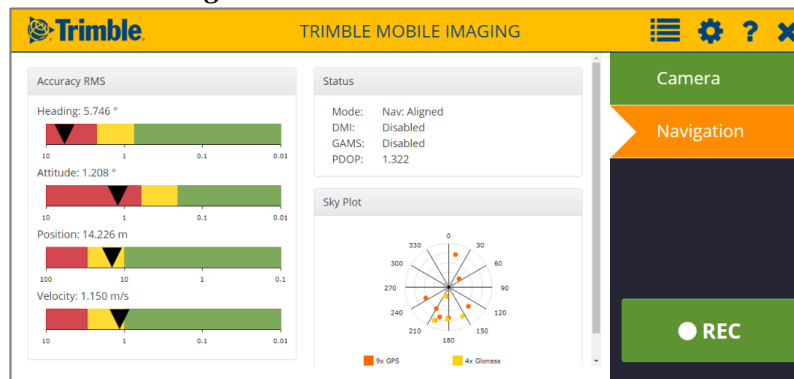 Trimble.
TRIMBLE MOBILE IMAGING
?
Accuracy RMS
Heading: 5.746 °
10 1 0.1 0.01
Attitude: 1.208 °
10 1 0.1 0.01
Position: 14.226 m
100 10 1 0.1
Velocity: 1.150 m/s
10 1 0.1 0.01
Status
Mode: Nav: Aligned
DMI: Disabled
GAMS: Disabled
PDOP: 1.322
Sky Plot
0
330 30
300 60
270 90
240 120
210 150
180
9x GPS 4x Glonass
Camera
Navigation
REC